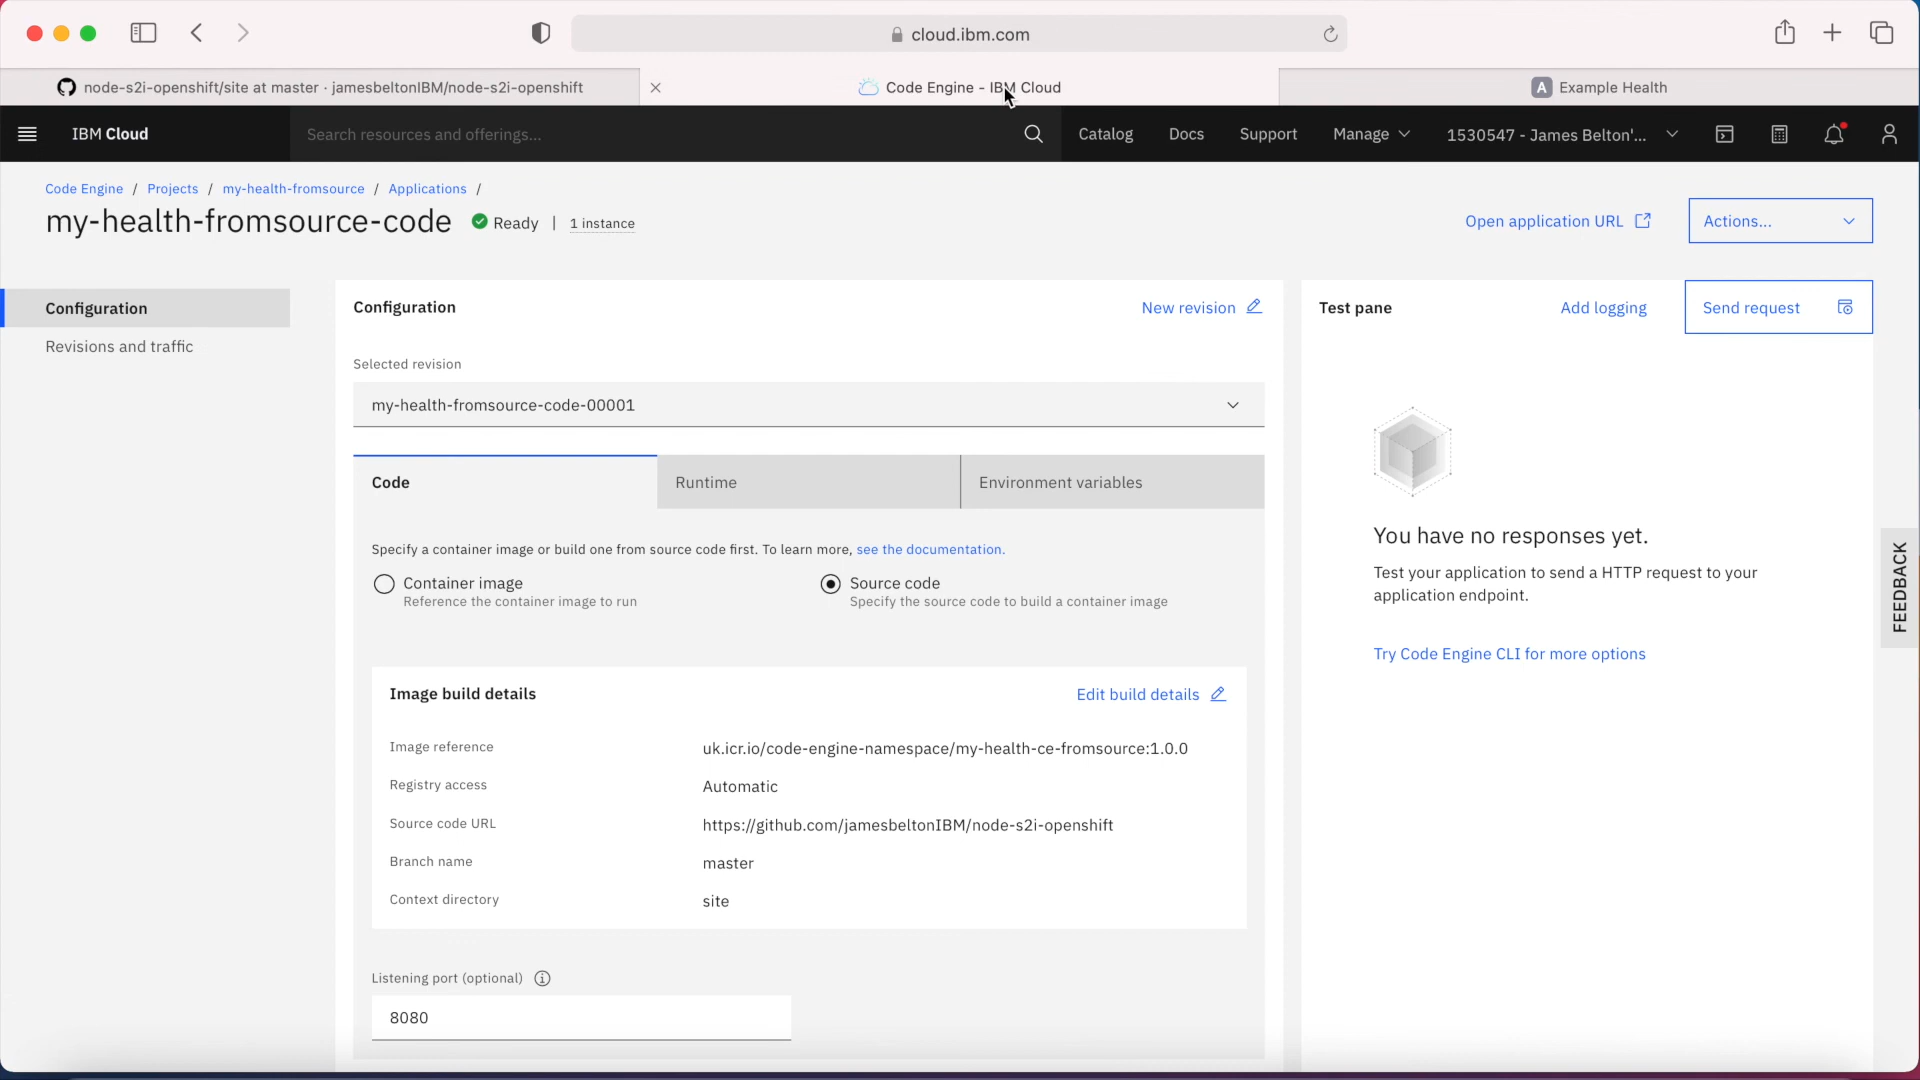 cloud.ibm.com
node-s2i-openshift/site at master · jamesbeltonIBM/node-s2i-openshift
Code Engine - IBM Cloud
A Example Health
IBM Cloud
Search resources and offerings...
Catalog
Docs
Support
Manage
1530547 - James Belton'...
Code Engine / Projects / my-health-fromsource / Applications /
my-health-fromsource-code
Ready | 1 instance
Open application URL
Actions...
Configuration
Revisions and traffic
Configuration
New revision
Selected revision
my-health-fromsource-code-00001
Code
Runtime
Environment variables
Specify a container image or build one from source code first. To learn more, see the documentation.
Container image
Reference the container image to run
Source code
Specify the source code to build a container image
Image build details
Edit build details
Image reference
uk.icr.io/code-engine-namespace/my-health-ce-fromsource:1.0.0
Registry access
Automatic
Source code URL
https://github.com/jamesbeltonIBM/node-s2i-openshift
Branch name
master
Context directory
site
Listening port (optional)
8080
Test pane
Add logging
Send request
You have no responses yet.
Test your application to send a HTTP request to your
application endpoint.
Try Code Engine CLI for more options
FEEDBACK